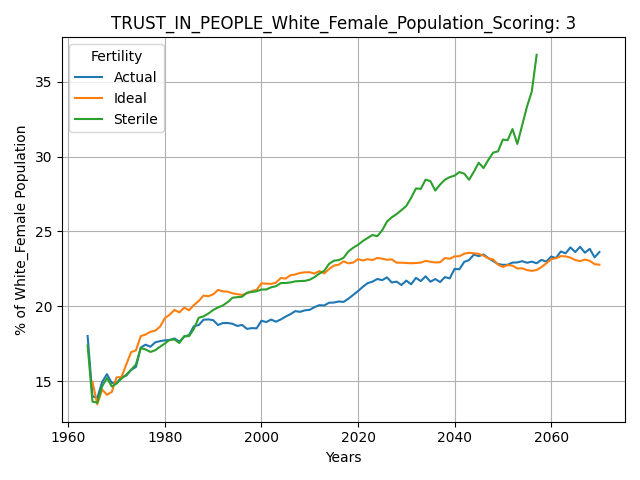 TRUST_IN_PEOPLE_White_Female_Population_Scoring: 3
Fertility
Actual
Ideal
Sterile
% of White_Female Population
35
30
25
20
15
1960
1980
2000
2020
2040
2060
Years